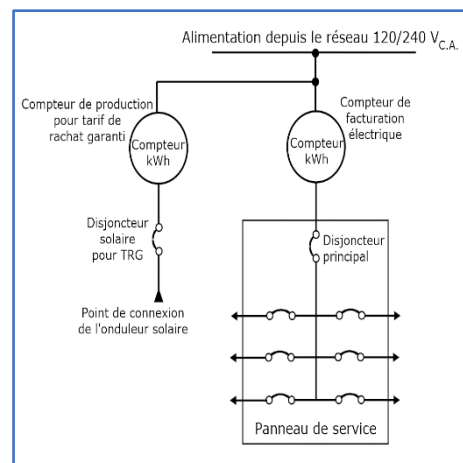 Alimentation depuis le réseau 120/240 V C.A.
Compteur de production
pour tarif de
rachat garanti
Compteur
kWh
Compteur de
facturation
électrique
Compteur
kWh
Disjoncteur
solaire
pour TRG
Disjoncteur
principal
Point de connexion
de l'onduleur solaire
Panneau de service